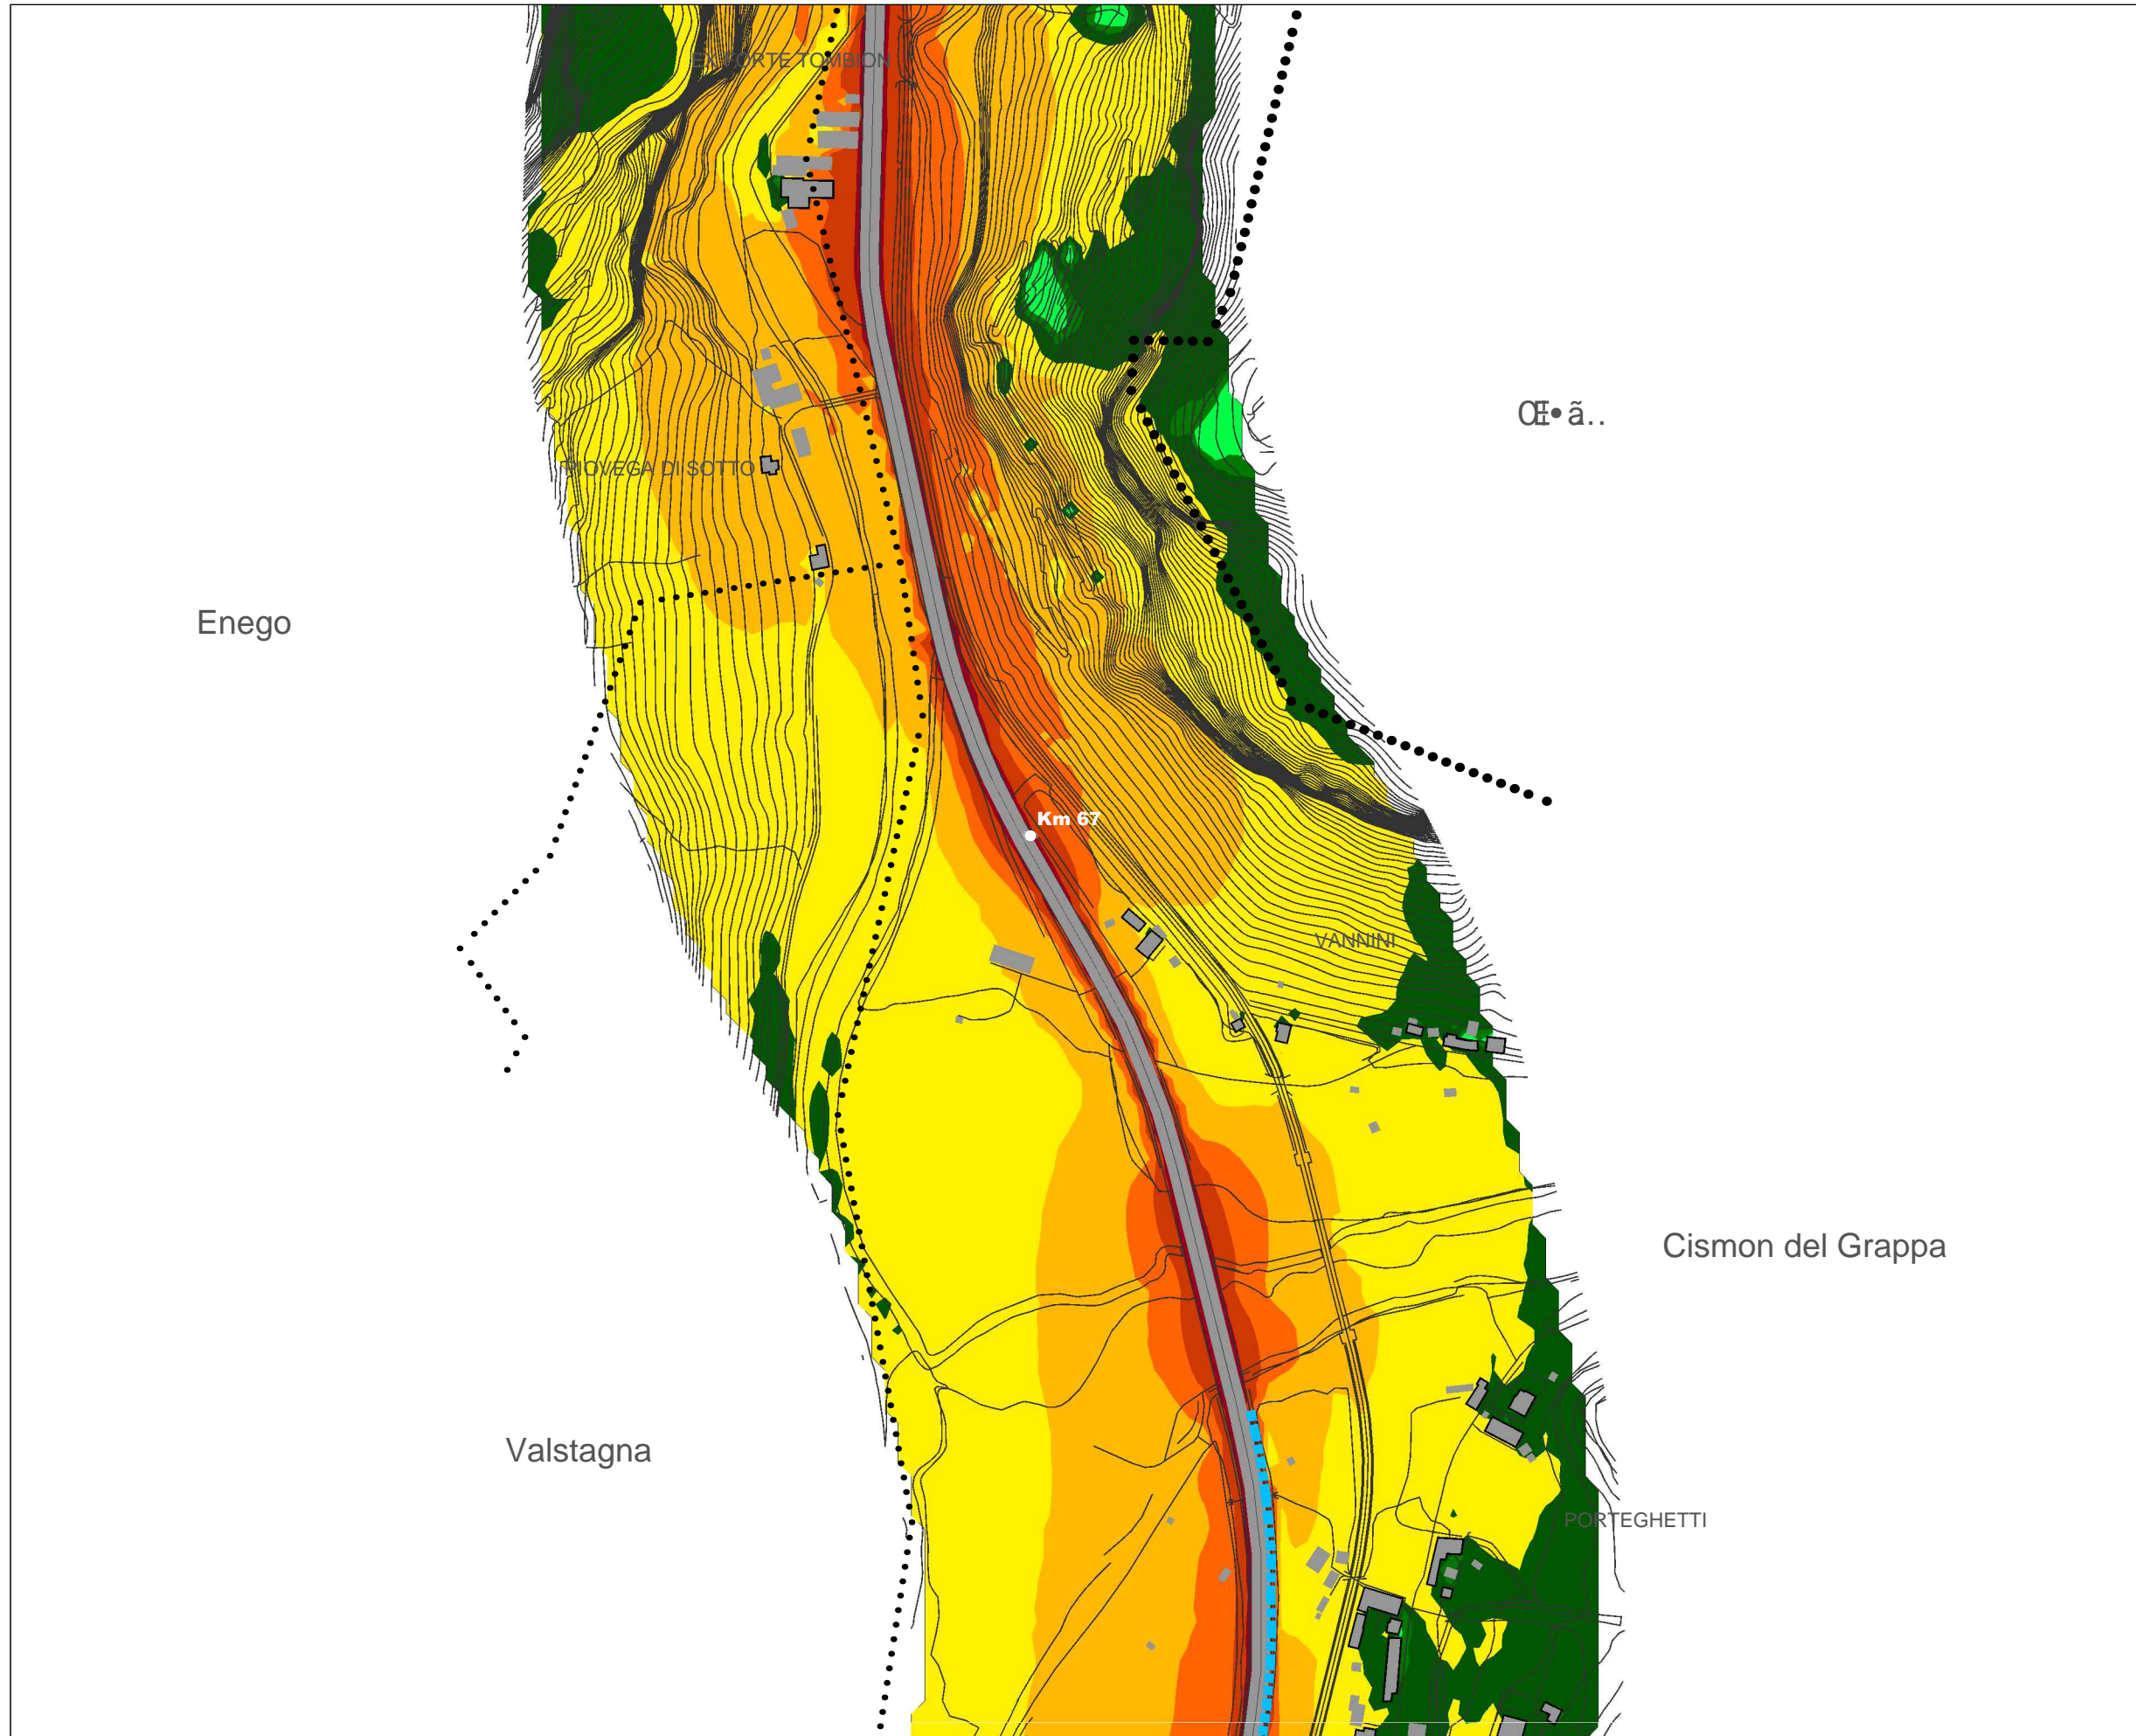 EX FORTE TOMBION
PIOVEGA DI SOTTO
Enego
Km 67
VANNINI
Cismon del Grappa
Valstagna
PORTEGHETTI